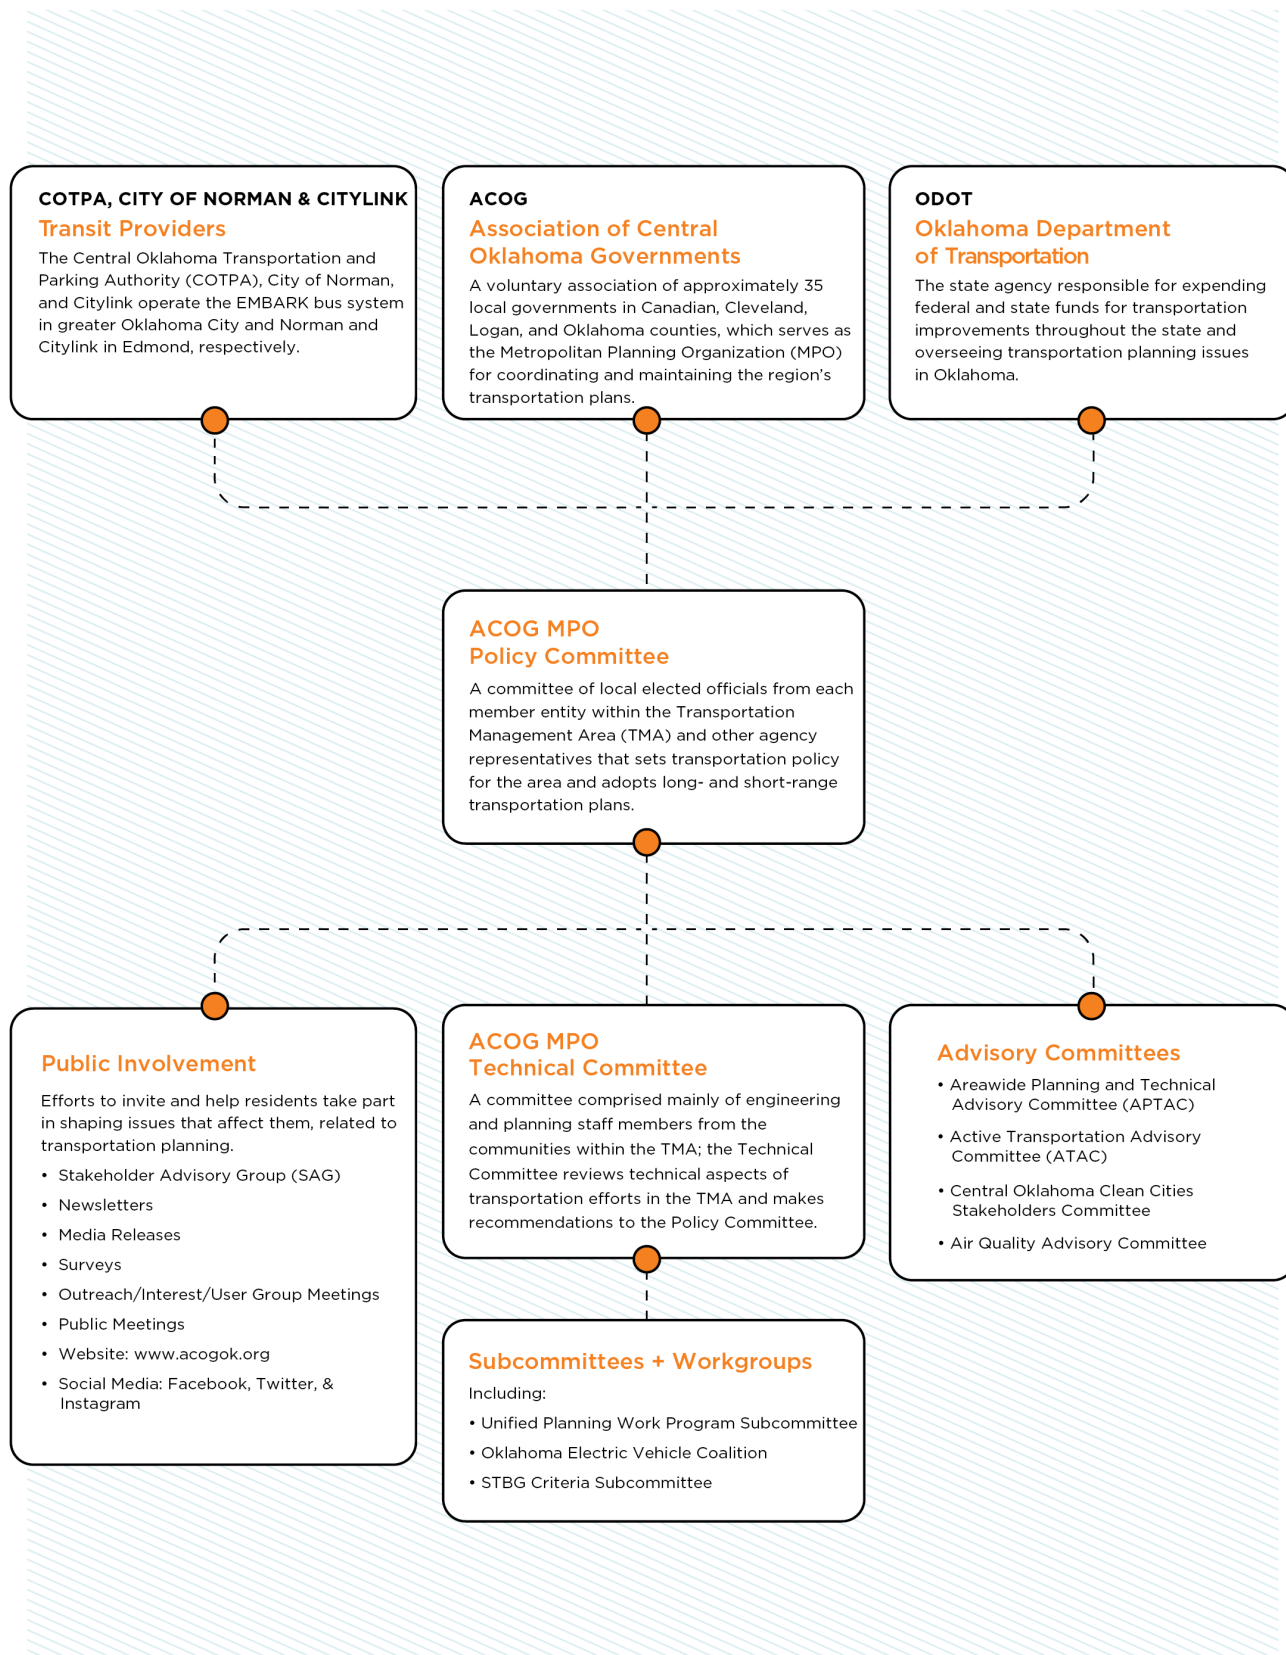 COTPA, CITY OF NORMAN & CITYLINK
Transit Providers
The Central Oklahoma Transportation and
Parking Authority (COTPA), City of Norman,
and Citylink operate the EMBARK bus system
in greater Oklahoma City and Norman and
Citylink in Edmond, respectively.
ACOG
Association of Central
Oklahoma Governments
A voluntary association of approximately 35
local governments in Canadian, Cleveland,
Logan, and Oklahoma counties, which serves as
the Metropolitan Planning Organization (MPO)
for coordinating and maintaining the region’s
transportation plans.
ODOT
Oklahoma Department
of Transportation
The state agency responsible for expending
federal and state funds for transportation
improvements throughout the state and
overseeing transportation planning issues
in Oklahoma.
ACOG MPO
Policy Committee
A committee of local elected officials from each
member entity within the Transportation
Management Area (TMA) and other agency
representatives that sets transportation policy
for the area and adopts long- and short-range
transportation plans.
Public Involvement
Efforts to invite and help residents take part
in shaping issues that affect them, related to
transportation planning.
• Stakeholder Advisory Group (SAG)
• Newsletters
• Media Releases
• Surveys
• Outreach/Interest/User Group Meetings
• Public Meetings
• Website: www.acogok.org
• Social Media: Facebook, Twitter, &
Instagram
ACOG MPO
Technical Committee
A committee comprised mainly of engineering
and planning staff members from the
communities within the TMA; the Technical
Committee reviews technical aspects of
transportation efforts in the TMA and makes
recommendations to the Policy Committee.
Advisory Committees
• Areawide Planning and Technical
Advisory Committee (APTAC)
• Active Transportation Advisory
Committee (ATAC)
• Central Oklahoma Clean Cities
Stakeholders Committee
• Air Quality Advisory Committee
Subcommittees + Workgroups
Including:
• Unified Planning Work Program Subcommittee
• Oklahoma Electric Vehicle Coalition
• STBG Criteria Subcommittee